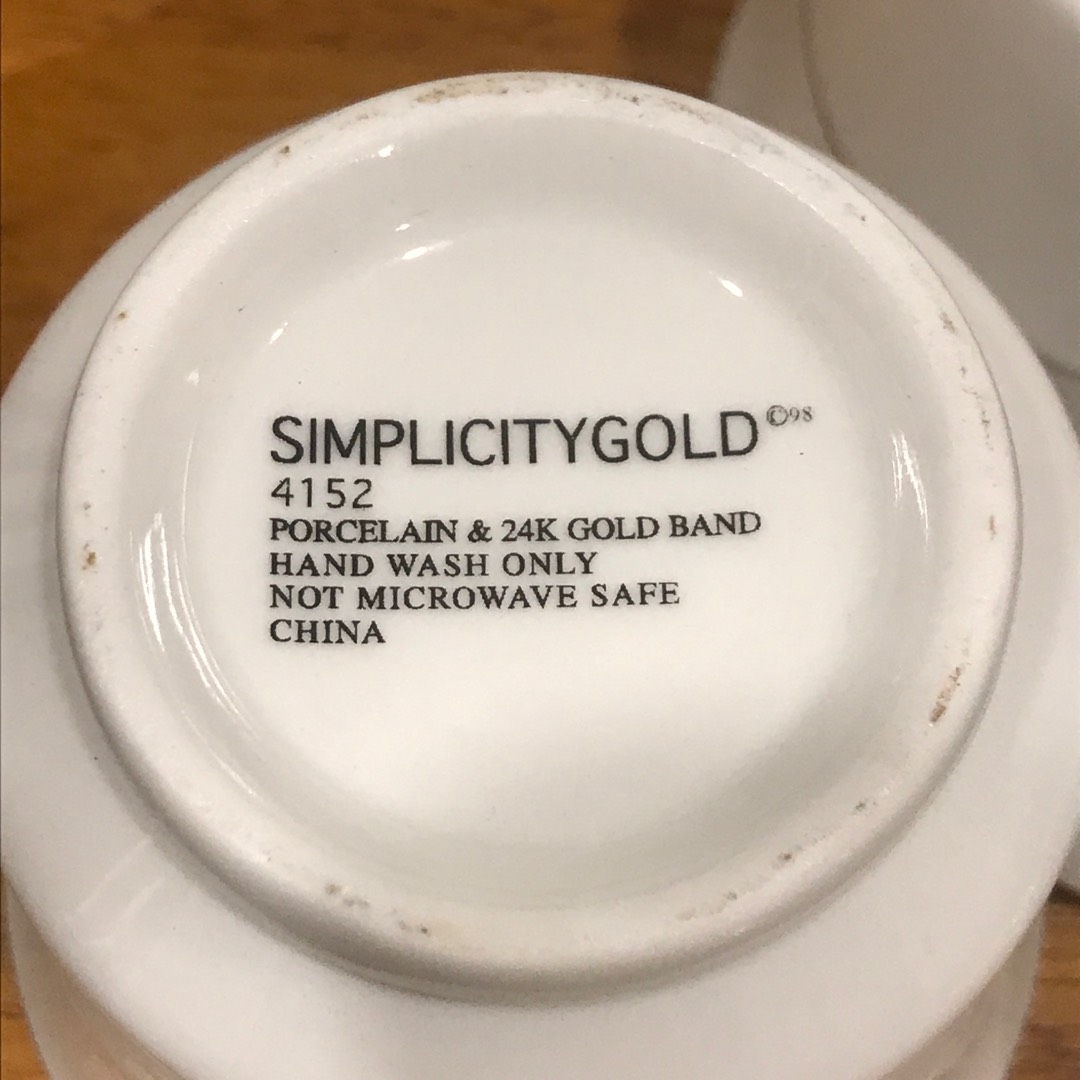 SIMPLICITYGOLD ©98
4152
PORCELAIN & 24K GOLD BAND
HAND WASH ONLY
NOT MICROWAVE SAFE
CHINA